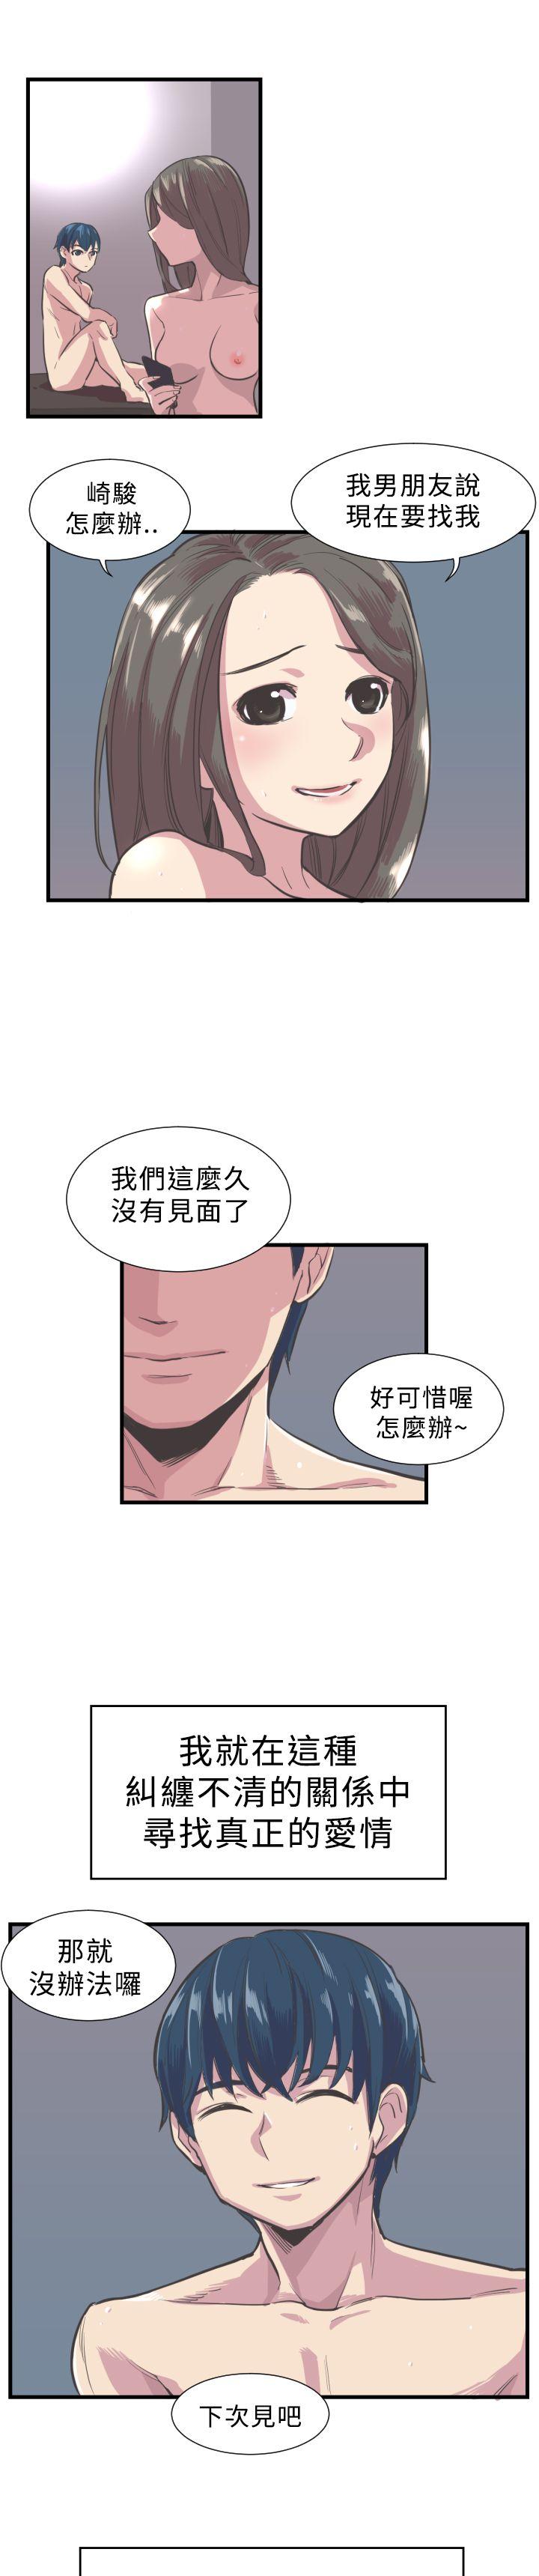 崎駿
怎麼辦..
我男朋友說
現在要找我
我們這麼久
沒有見面了
好可惜喔
怎麼辦~
我就在這種
糾纏不清的關係中
尋找真正的愛情
那就
沒辦法囉
下次見吧